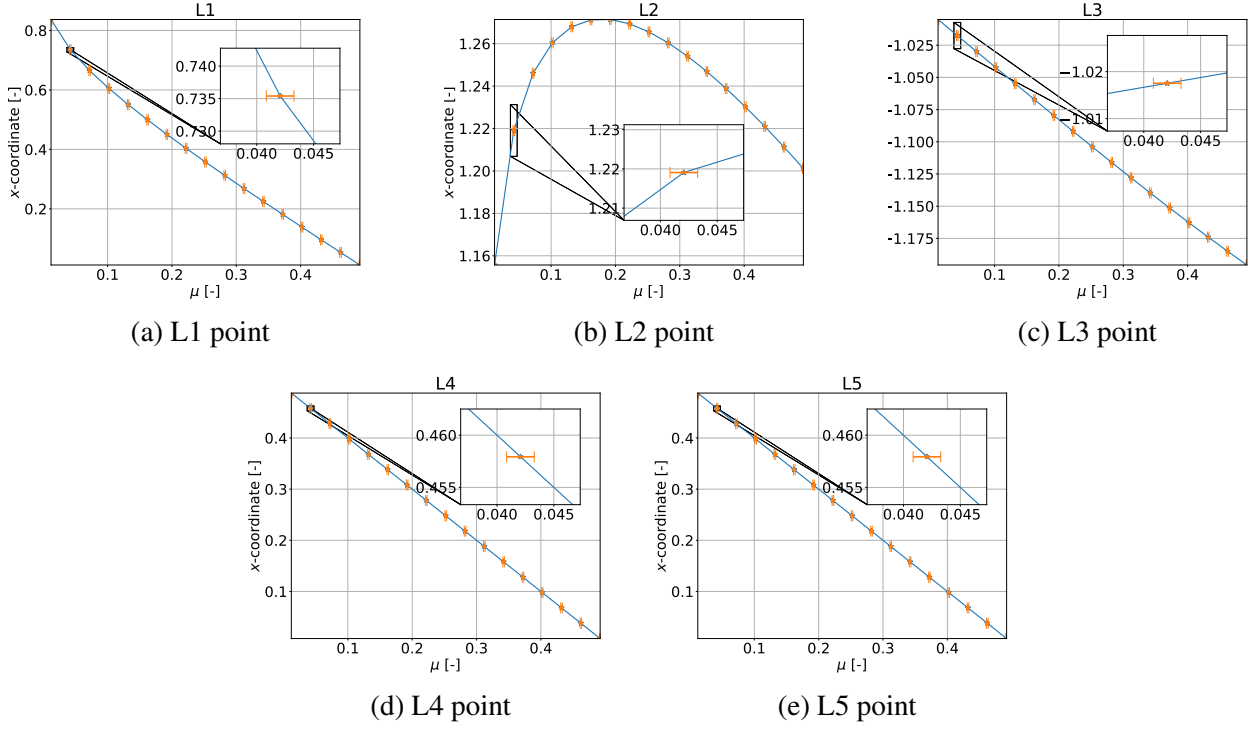 L1
x-coordinate [-]
0.8
0.6
0.4
0.2
0.740
0.735
0.730
0.040 0.045
0.1 0.2 0.3 0.4
μ [-]
(a) L1 point
L2
x-coordinate [-]
1.26
1.24
1.22
1.20
1.18
1.16
1.23
1.22
1.21
0.040 0.045
0.1 0.2 0.3 0.4
μ [-]
(b) L2 point
L3
x-coordinate [-]
-1.025
-1.050
-1.075
-1.100
-1.125
-1.150
-1.175
−1.02
−1.01
0.040 0.045
0.1 0.2 0.3 0.4
μ [-]
(c) L3 point
L4
x-coordinate [-]
0.4
0.3
0.2
0.1
0.460
0.455
0.040 0.045
0.1 0.2 0.3 0.4
μ [-]
(d) L4 point
L5
x-coordinate [-]
0.4
0.3
0.2
0.1
0.460
0.455
0.040 0.045
0.1 0.2 0.3 0.4
μ [-]
(e) L5 point